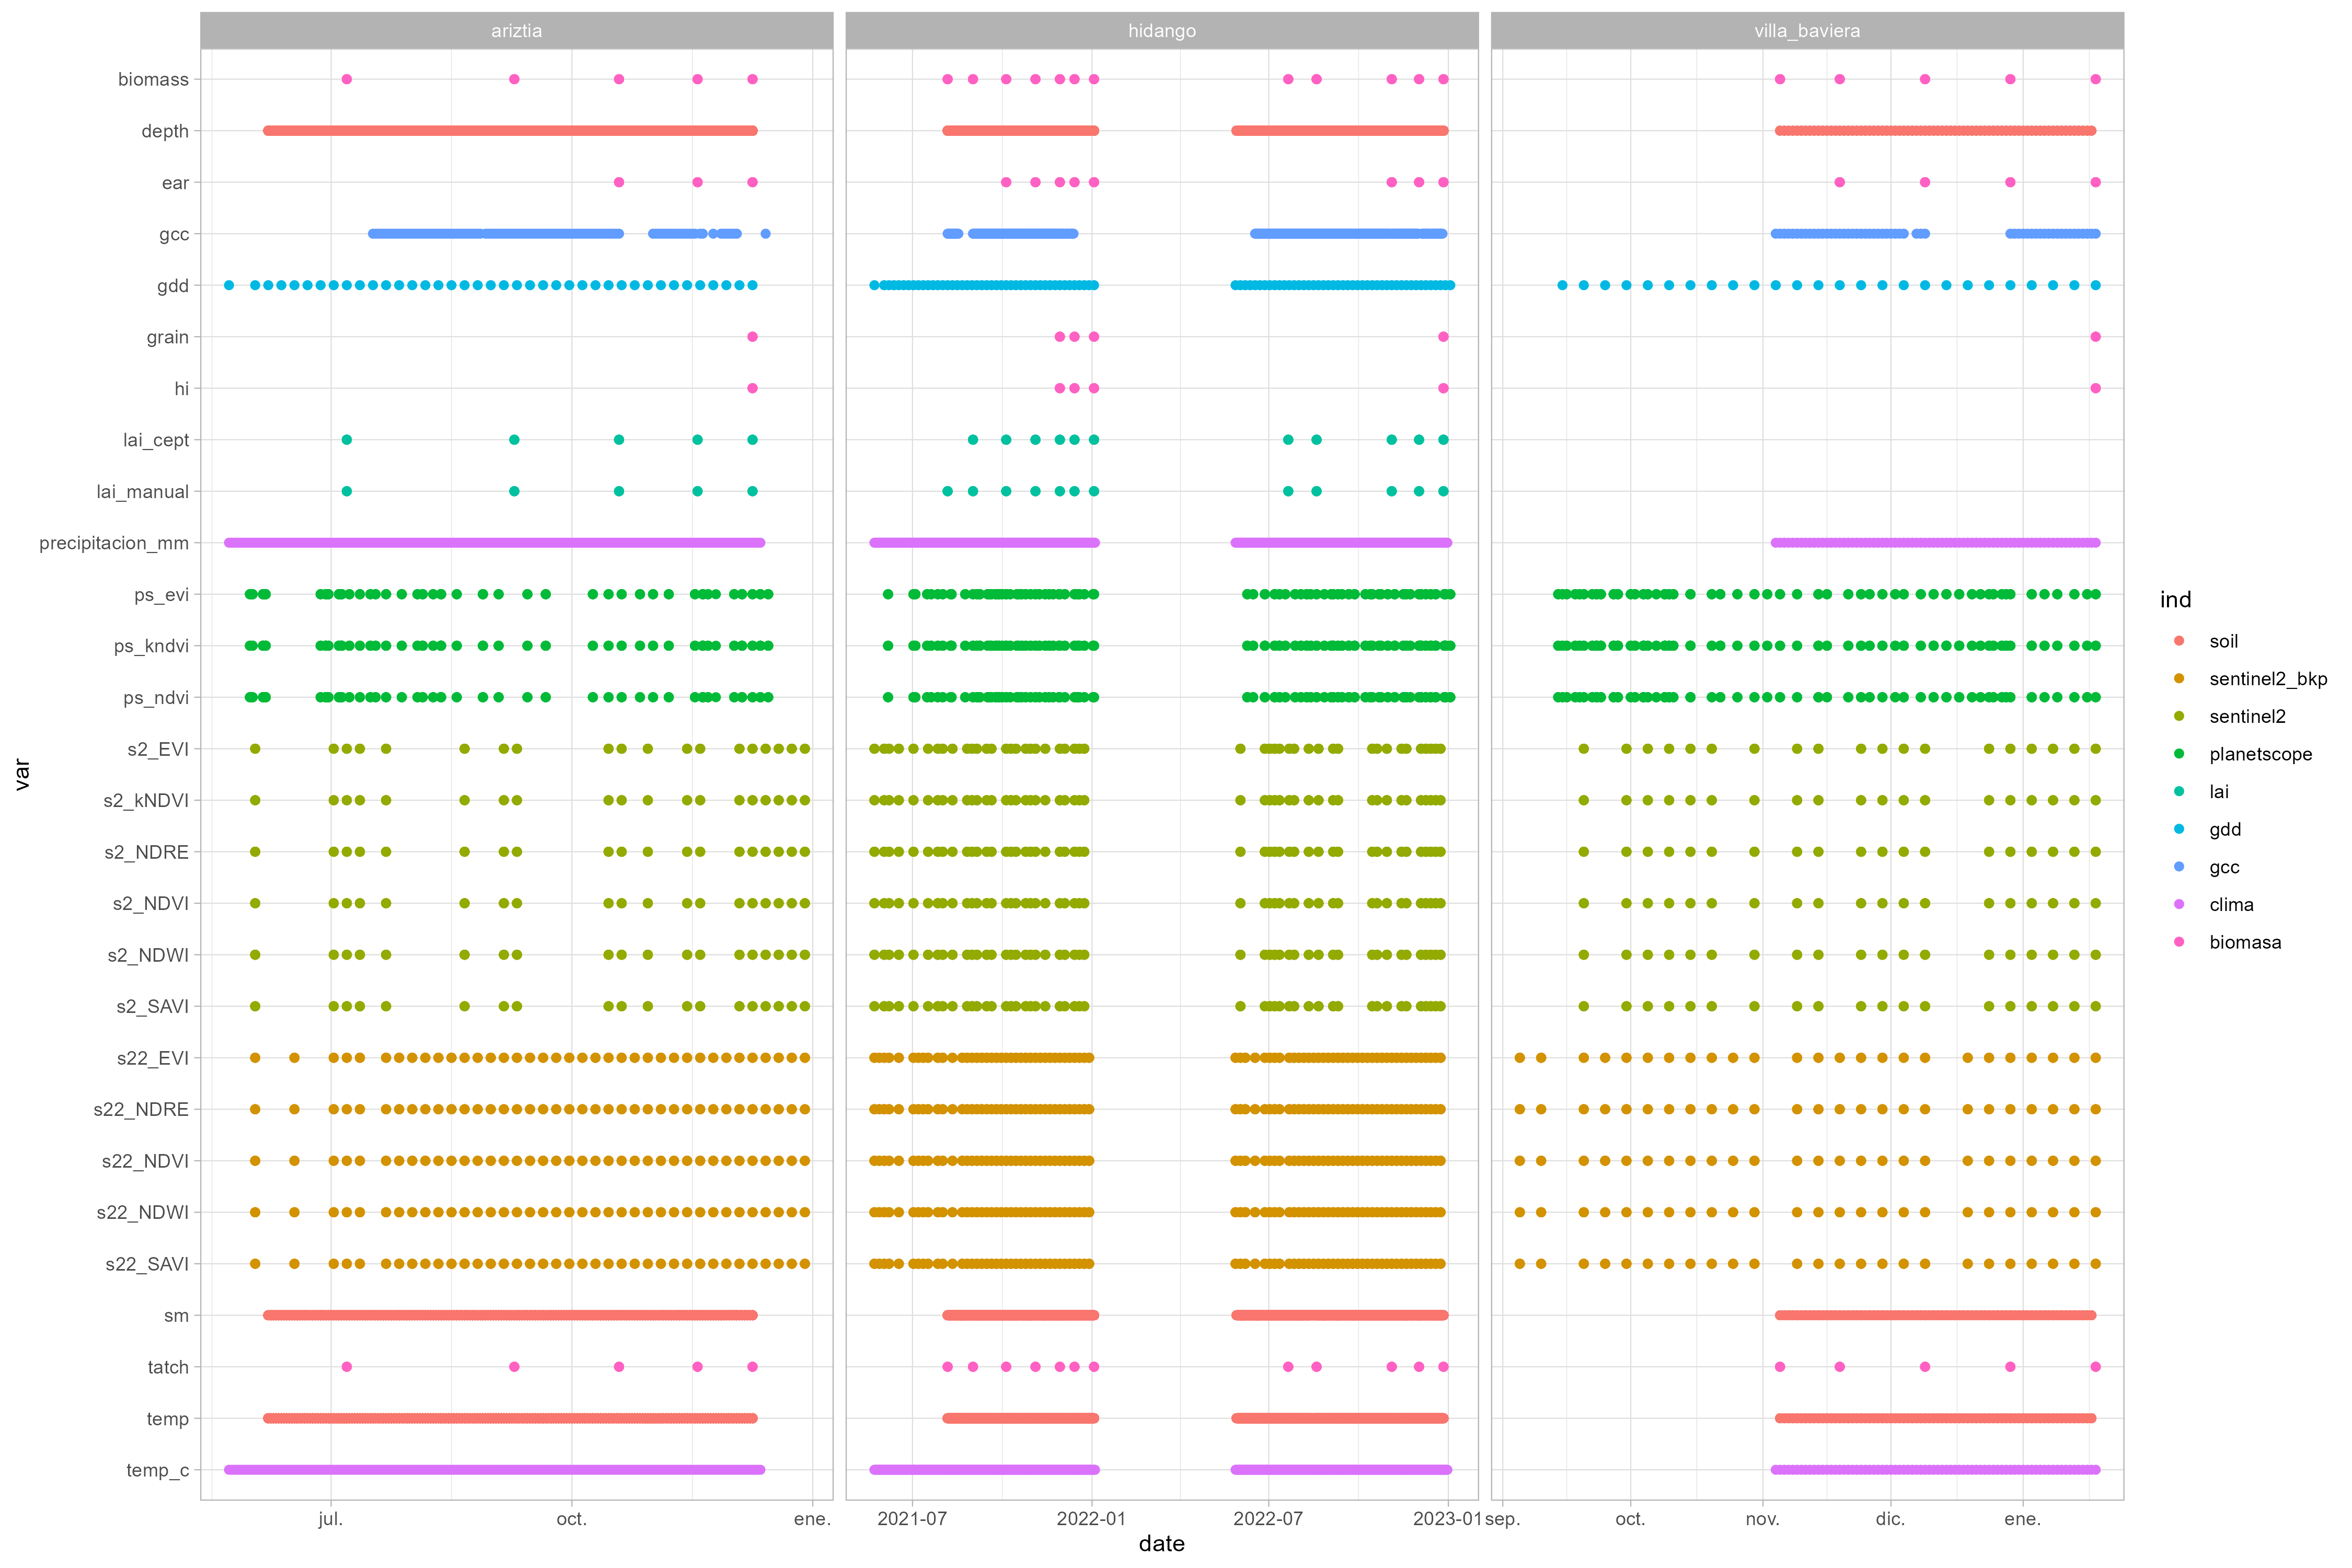 ariztia
hidango
villa_baviera
biomass
depth
ear
gcc
gdd
grain
hi
lai_cept
lai_manual
precipitacion_mm
ps_evi
ps_kndvi
ps_ndvi
s2_EVI
s2_kNDVI
s2_NDRE
s2_NDVI
s2_NDWI
s2_SAVI
s22_EVI
s22_NDRE
s22_NDVI
s22_NDWI
s22_SAVI
sm
tatch
temp
temp_c
var
jul.
oct.
ene.
2021-07
2022-01
2022-07
2023-01
sep.
oct.
nov.
dic.
ene.
date
ind
soil
sentinel2_bkp
sentinel2
planetscope
lai
gdd
gcc
clima
biomasa